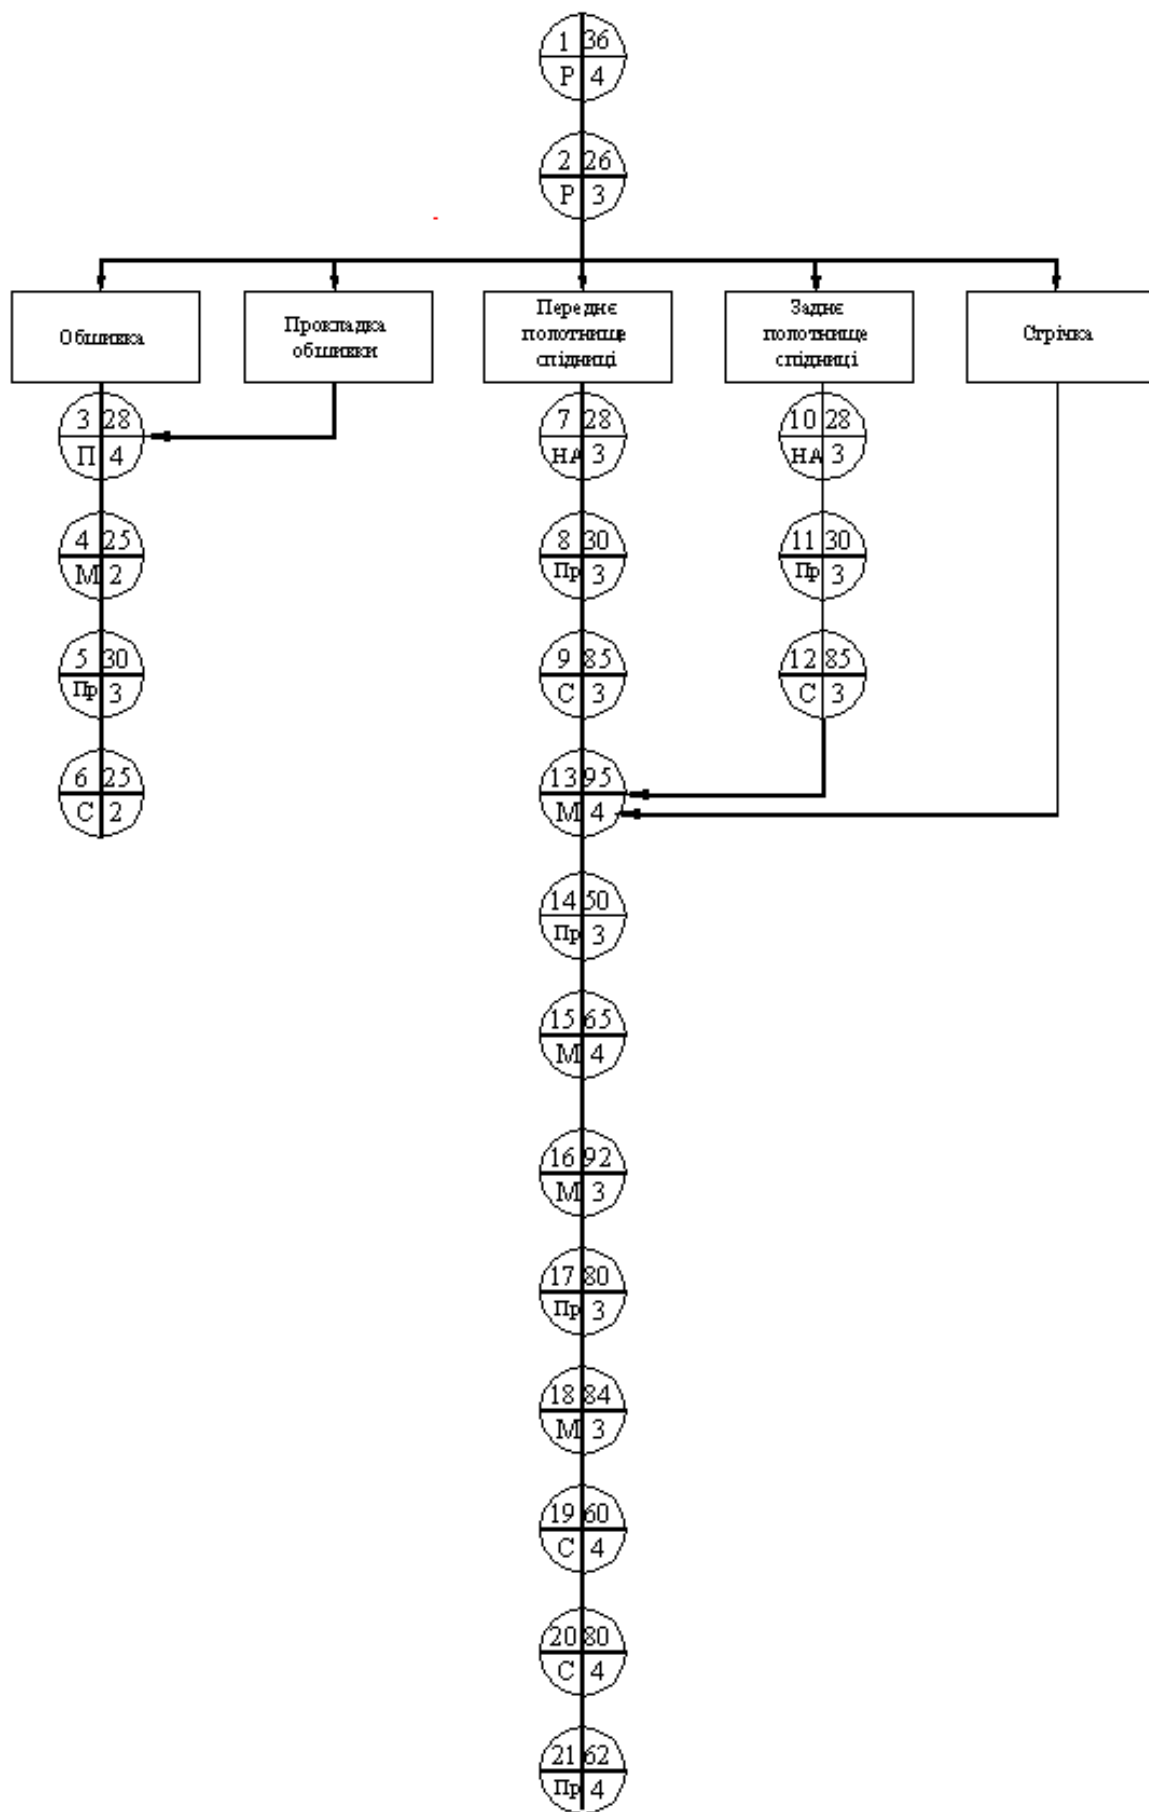 1 36
Р 4
2 26
Р 3
Обшивка
Прокладка
обшивки
Переднє
полотнище
спідниці
Заднє
полотнище
спідниці
Стрічка
3 28
П 4
7 28
НА 3
10 28
НА 3
4 25
М 2
8 30
Пр 3
11 30
Пр 3
5 30
Пр 3
9 85
С 3
12 85
С 3
6 25
С 2
13 95
М 4
14 50
Пр 3
15 65
М 4
16 92
М 3
17 80
Пр 3
18 84
М 3
19 60
С 4
20 80
С 4
21 62
Пр 4